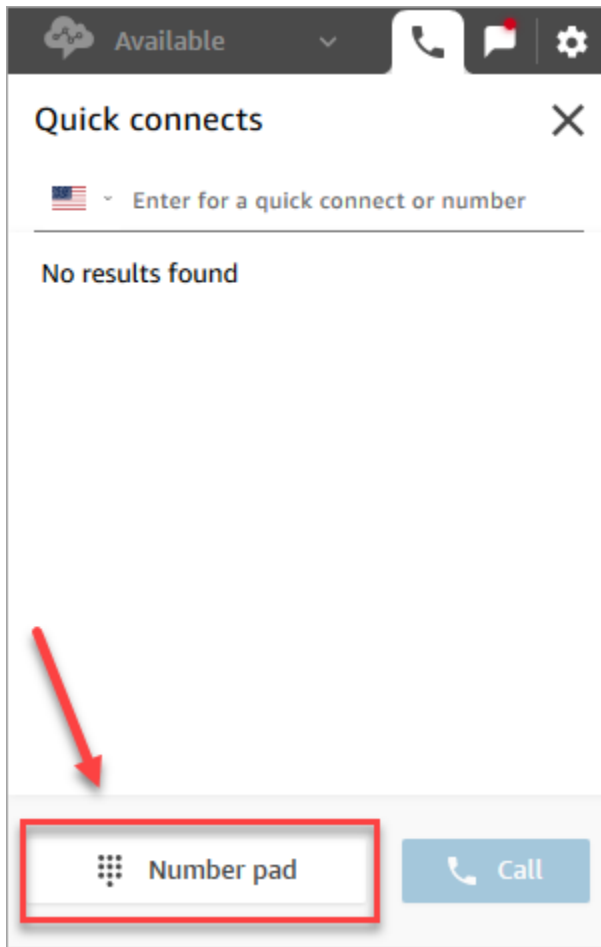 Available
Quick connects
Enter for a quick connect or number
No results found
Number pad
Call